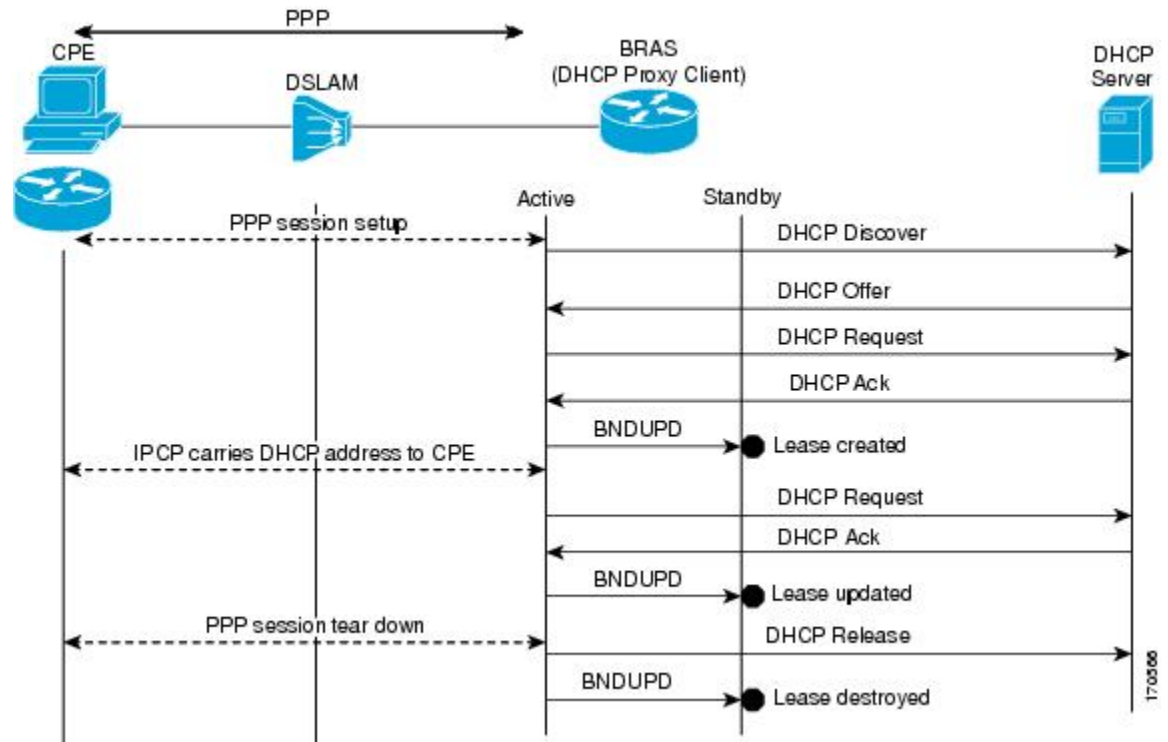 PPP
CPE
BRAS
(DHCP Proxy Client)
DHCP
Server
DSLAM
Active
Standby
PPP session setup
DHCP Discover
DHCP Offer
DHCP Request
DHCP Ack
BNDUPD
Lease created
IPCP carries DHCP address to CPE
DHCP Request
DHCP Ack
BNDUPD
Lease updated
PPP session tear down
DHCP Release
BNDUPD
Lease destroyed
170566